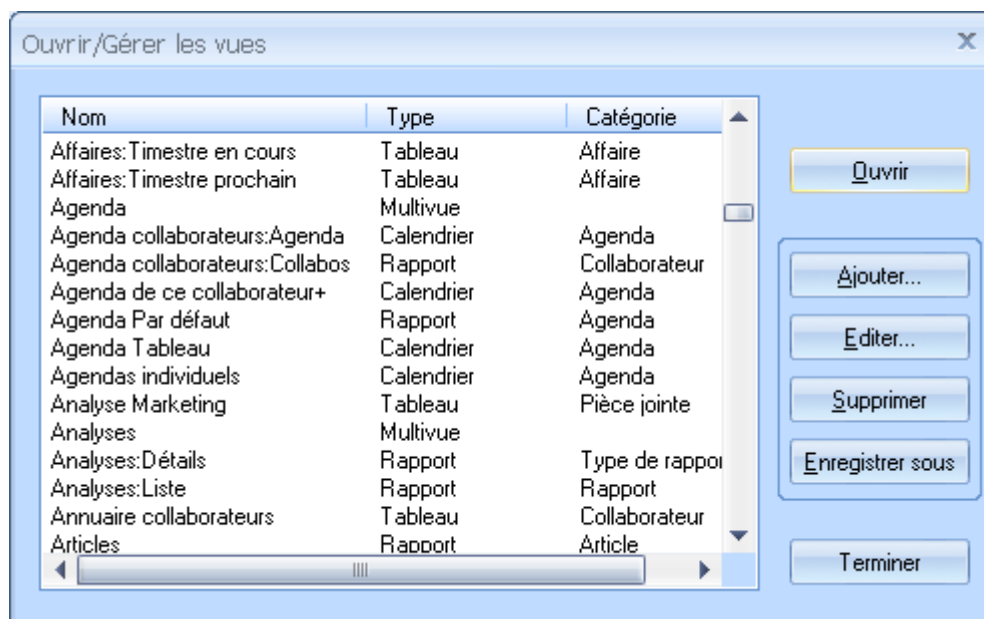 Ouvrir/Gérer les vues
Nom Type Catégorie
Affaires:Timestre en cours Tableau Affaire
Affaires:Timestre prochain Tableau Affaire
Agenda Multivue
Agenda collaborateurs:Agenda Calendrier Agenda
Agenda collaborateurs:Collabos Rapport Collaborateur
Agenda de ce collaborateur+ Calendrier Agenda
Agenda Par défaut Rapport Agenda
Agenda Tableau Calendrier Agenda
Agendas individuels Calendrier Agenda
Analyse Marketing Tableau Pièce jointe
Analyses Multivue
Analyses:Détails Rapport Type de rappor
Analyses:Liste Rapport Rapport
Annuaire collaborateurs Tableau Collaborateur
Articles Rapport Article
Ouvrir
Ajouter...
Editer...
Supprimer
Enregistrer sous
Terminer